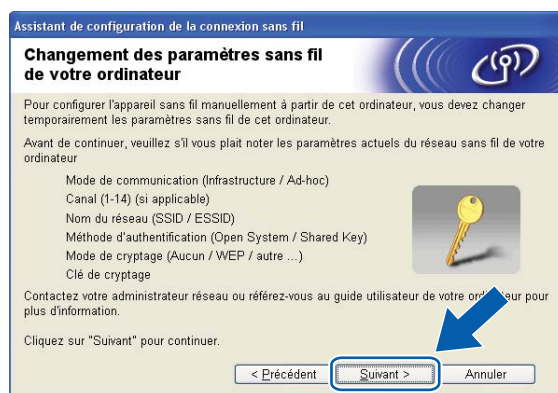 Assistant de configuration de la connexion sans fil
Changement des paramètres sans fil
de votre ordinateur
Pour configurer l'appareil sans fil manuellement à partir de cet ordinateur, vous devez changer
temporairement les paramètres sans fil de cet ordinateur.
Avant de continuer, veuillez s'il vous plait noter les paramètres actuels du réseau sans fil de votre
ordinateur
Mode de communication (Infrastructure / Ad-hoc)
Canal (1-14) (si applicable)
Nom du réseau (SSID / ESSID)
Méthode d'authentification (Open System / Shared Key)
Mode de cryptage (Aucun / WEP / autre ...)
Clé de cryptage
Contactez votre administrateur réseau ou référez-vous au guide utilisateur de votre ordinateur pour
plus d'information.
Cliquez sur "Suivant" pour continuer.
< Précédent Suivant > Annuler